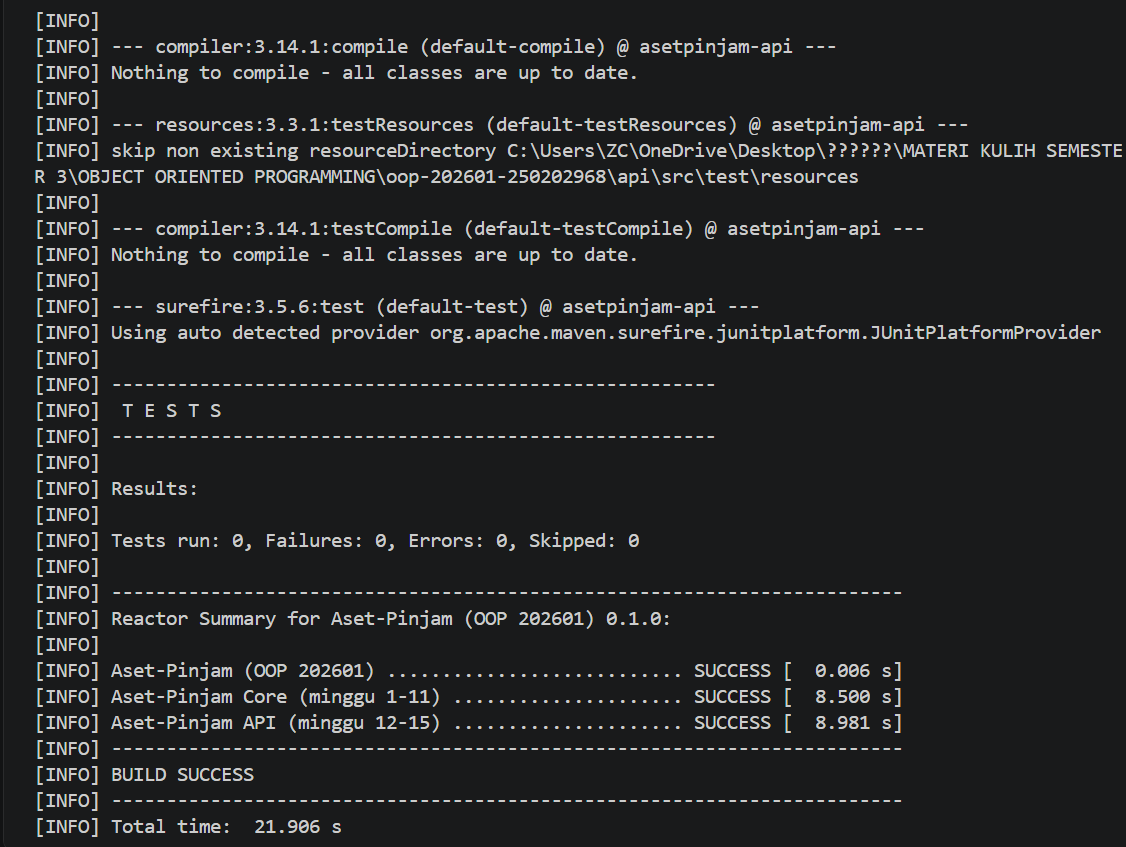 [INFO]
[INFO] --- compiler:3.14.1:compile (default-compile) @ asetpinjam-api ---
[INFO] Nothing to compile - all classes are up to date.
[INFO]
[INFO] --- resources:3.3.1:testResources (default-testResources) @ asetpinjam-api ---
[INFO] skip non existing resourceDirectory C:\Users\ZC\OneDrive\Desktop\??????\MATERI KULIH SEMESTE
R 3\OBJECT ORIENTED PROGRAMMING\oop-202601-250202968\api\src\test\resources
[INFO]
[INFO] --- compiler:3.14.1:testCompile (default-testCompile) @ asetpinjam-api ---
[INFO] Nothing to compile - all classes are up to date.
[INFO]
[INFO] --- surefire:3.5.6:test (default-test) @ asetpinjam-api ---
[INFO] Using auto detected provider org.apache.maven.surefire.junitplatform.JUnitPlatformProvider
[INFO]
[INFO] -------------------------------------------------------
[INFO]  T E S T S
[INFO] -------------------------------------------------------
[INFO]
[INFO] Results:
[INFO]
[INFO] Tests run: 0, Failures: 0, Errors: 0, Skipped: 0
[INFO]
[INFO] ------------------------------------------------------------------------
[INFO] Reactor Summary for Aset-Pinjam (OOP 202601) 0.1.0:
[INFO]
[INFO] Aset-Pinjam (OOP 202601) ........................... SUCCESS [  0.006 s]
[INFO] Aset-Pinjam Core (minggu 1-11) ..................... SUCCESS [  8.500 s]
[INFO] Aset-Pinjam API (minggu 12-15) ..................... SUCCESS [  8.981 s]
[INFO] ------------------------------------------------------------------------
[INFO] BUILD SUCCESS
[INFO] ------------------------------------------------------------------------
[INFO] Total time:  21.906 s